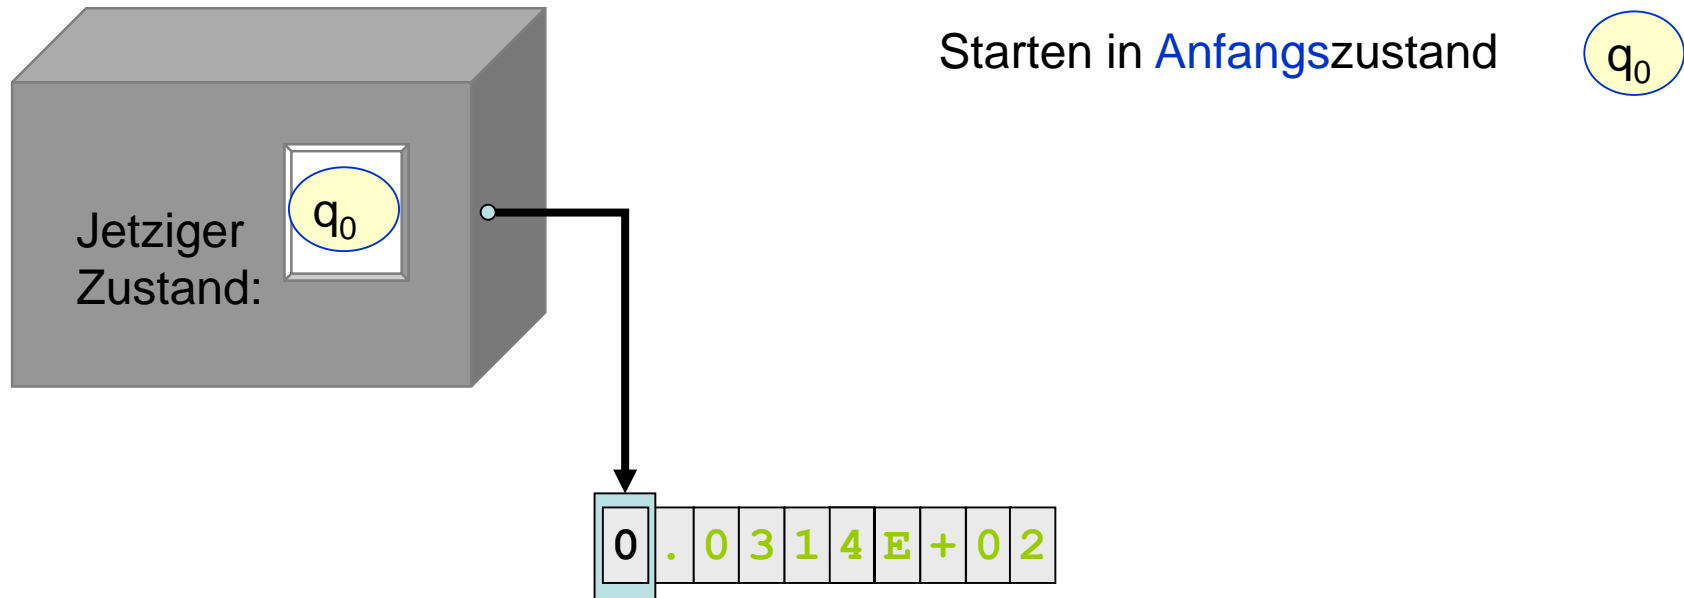 Starten in Anfangszustand q0
q0
Jetziger
Zustand:
0.0314E+02